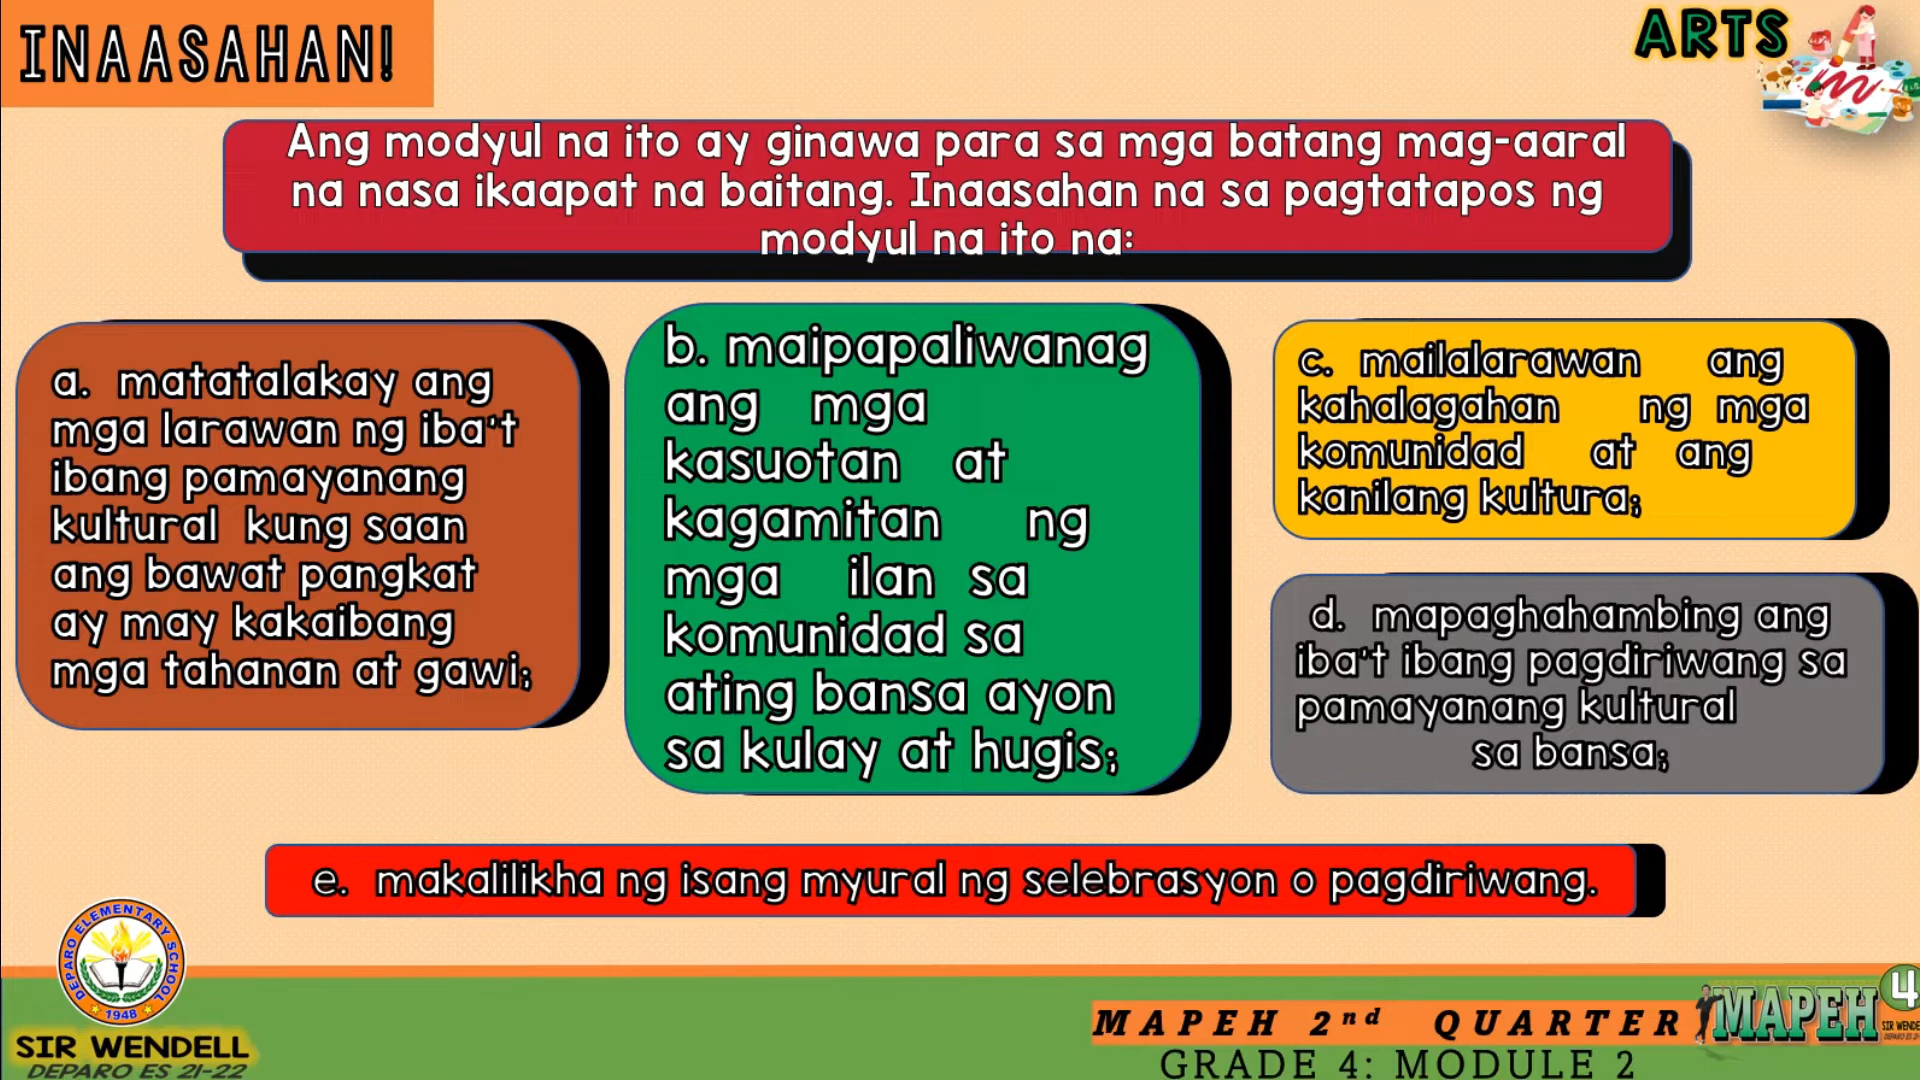 INAASAHAN!
ARTS
Ang modyul na ito ay ginawa para sa mga batang mag-aaral
na nasa ikaapat na baitang. Inaasahan na sa pagtatapos ng
modyul na ito na:
a. matatalakay ang
mga larawan ng iba't
ibang pamayanang
kultural kung saan
ang bawat pangkat
ay may kakaibang
mga tahanan at gawi;
b. maipapaliwanag
ang mga
kasuotan at
kagamitan ng
mga ilan sa
komunidad sa
ating bansa ayon
sa kulay at hugis;
c. mailalarawan ang
kahalagahan ng mga
komunidad at ang
kanilang kultura;
d. mapaghahambing ang
iba't ibang pagdiriwang sa
pamayanang kultural
sa bansa;
e. makalilikha ng isang myural ng selebrasyon o pagdiriwang.
DEPARO ELEMENTARY SCHOOL
1948
SIR WENDELL
DEPARO ES 21-22
MAPEH 2nd QUARTER
GRADE 4: MODULE 2
MAPEH 4